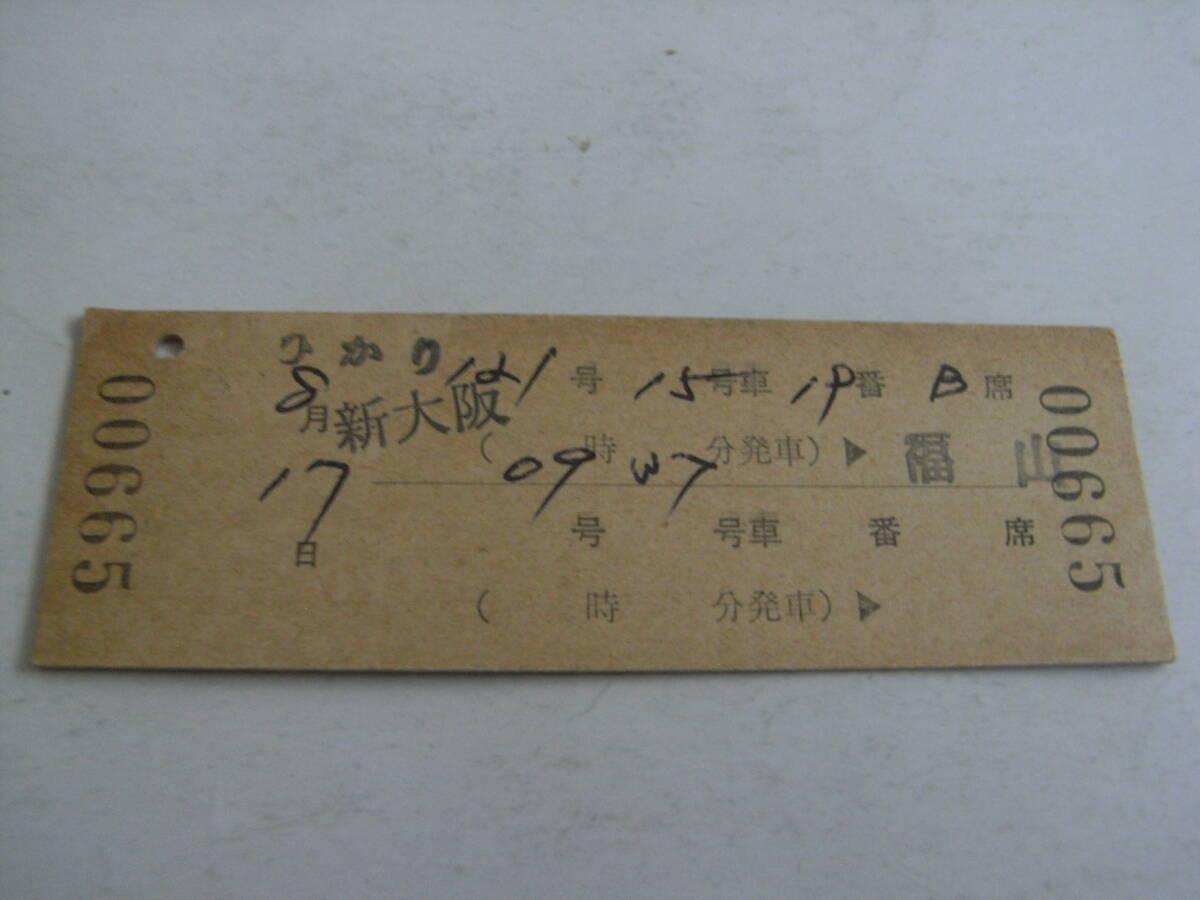 00665
ひかり 121 号 15 号車 19 番 B 席
8 月 新大阪 ( 09 時 37 分発車) ▶ 福山
17 日
号 号車 番 席
( 時 分発車) ▶
00665